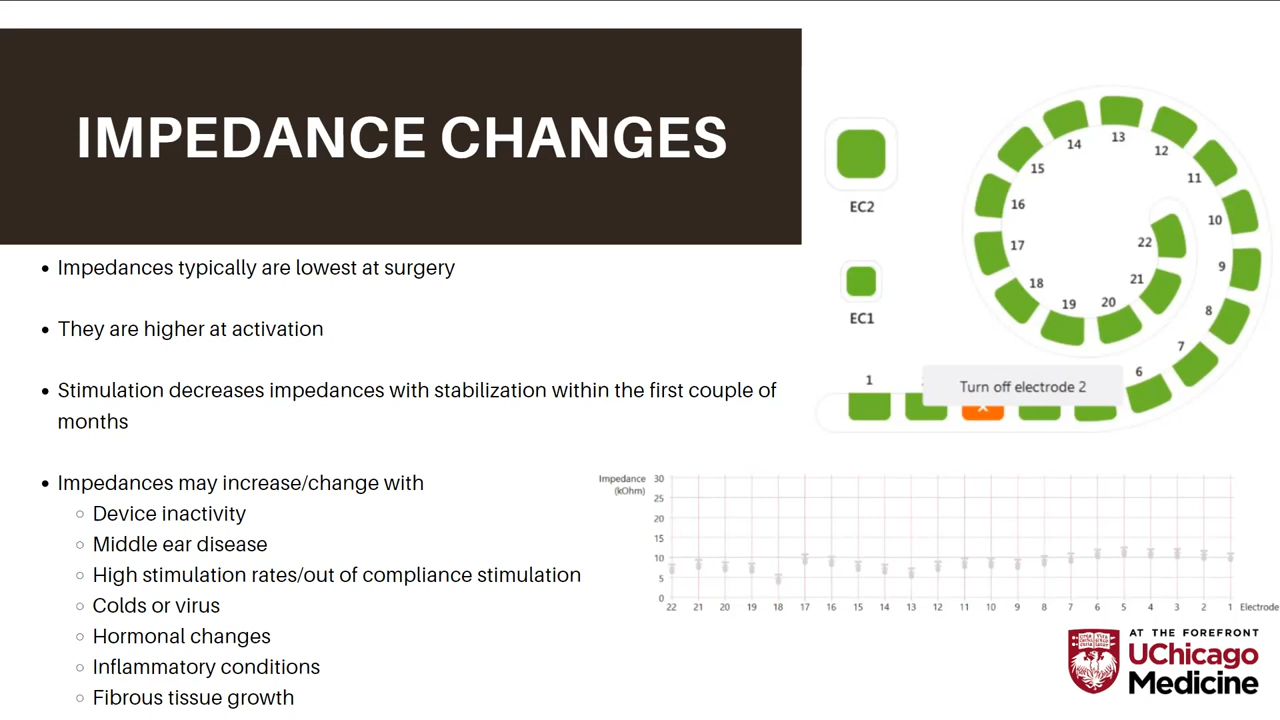 IMPEDANCE CHANGES
• Impedances typically are lowest at surgery
• They are higher at activation
• Stimulation decreases impedances with stabilization within the first couple of
months
• Impedances may increase/change with
○ Device inactivity
○ Middle ear disease
○ High stimulation rates/out of compliance stimulation
○ Colds or virus
○ Hormonal changes
○ Inflammatory conditions
○ Fibrous tissue growth
EC2
EC1
13
14
12
15
11
16
10
17
22
9
18
21
19
20
8
7
6
1
Turn off electrode 2
Impedance
(kOhm)
30
25
20
15
10
5
0
22 21 20 19 18 17 16 15 14 13 12 11 10 9 8 7 6 5 4 3 2 1 Electrode
AT THE FOREFRONT
UChicago
Medicine